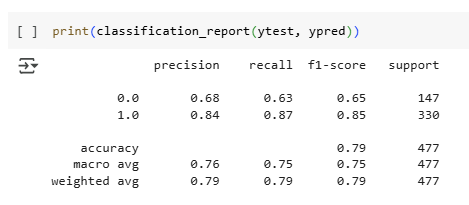 [ ] print(classification_report(ytest, ypred))
precision recall f1-score support
0.0 0.68 0.63 0.65 147
1.0 0.84 0.87 0.85 330
accuracy 0.79 477
macro avg 0.76 0.75 0.75 477
weighted avg 0.79 0.79 0.79 477